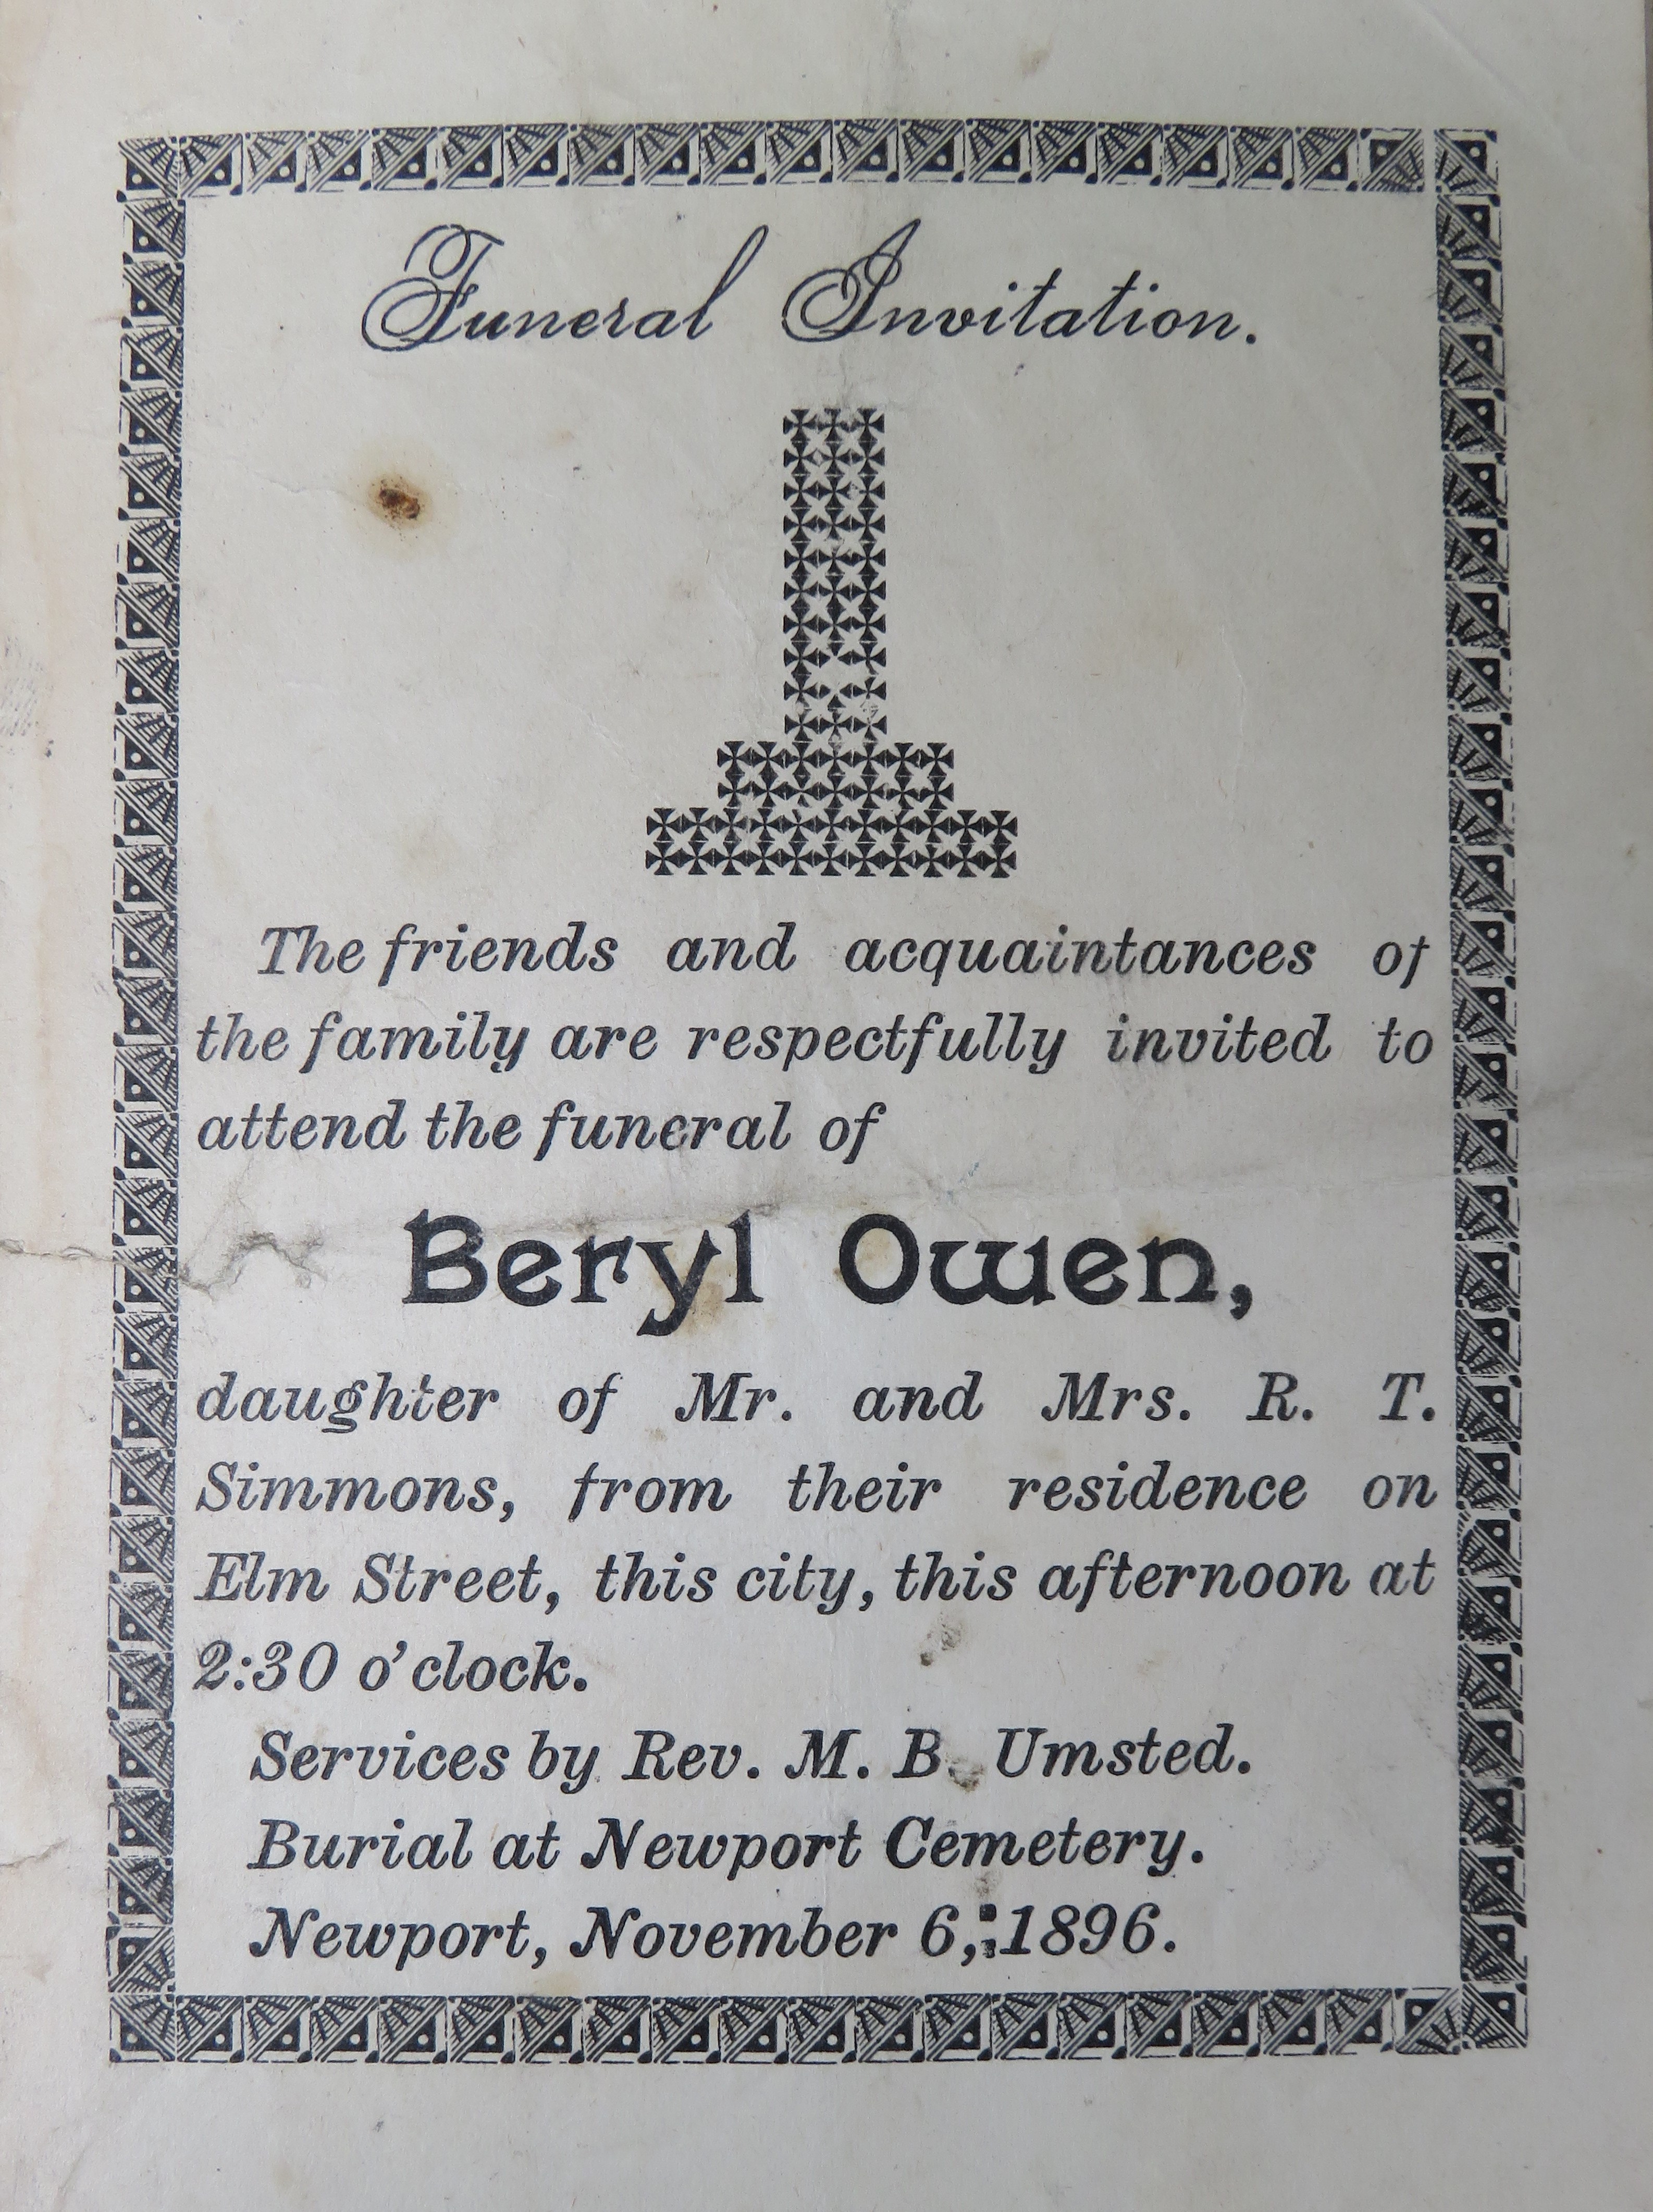 Funeral Invitation.
The friends and acquaintances of
the family are respectfully invited to
attend the funeral of
Beryl Owen,
daughter of Mr. and Mrs. R. T.
Simmons, from their residence on
Elm Street, this city, this afternoon at
2:30 o'clock.
Services by Rev. M. B. Umsted.
Burial at Newport Cemetery.
Newport, November 6, 1896.